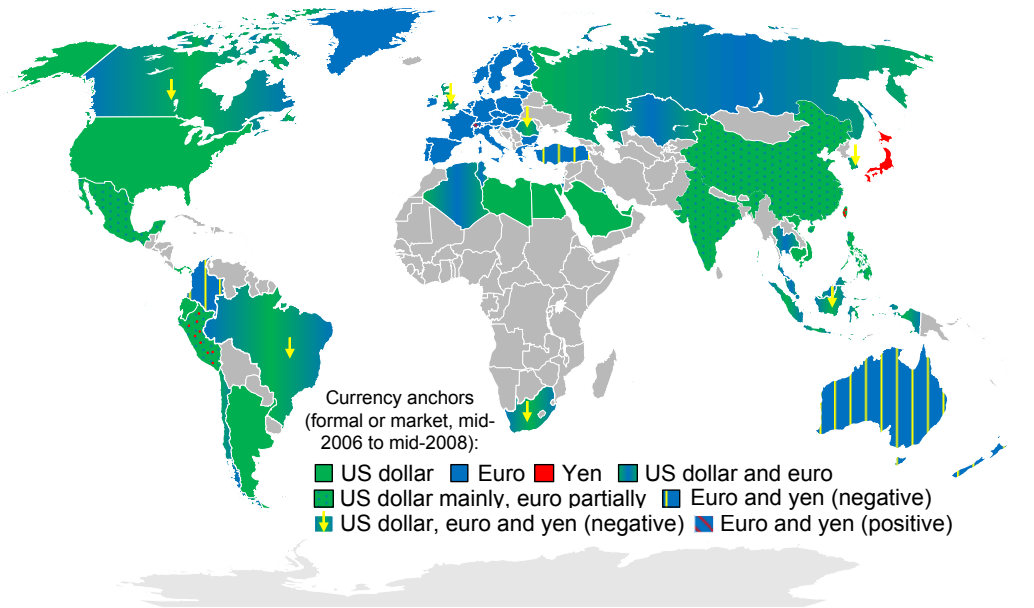 Currency anchors
(formal or market, mid-
2006 to mid-2008):
US dollar Euro Yen US dollar and euro
US dollar mainly, euro partially Euro and yen (negative)
US dollar, euro and yen (negative) Euro and yen (positive)